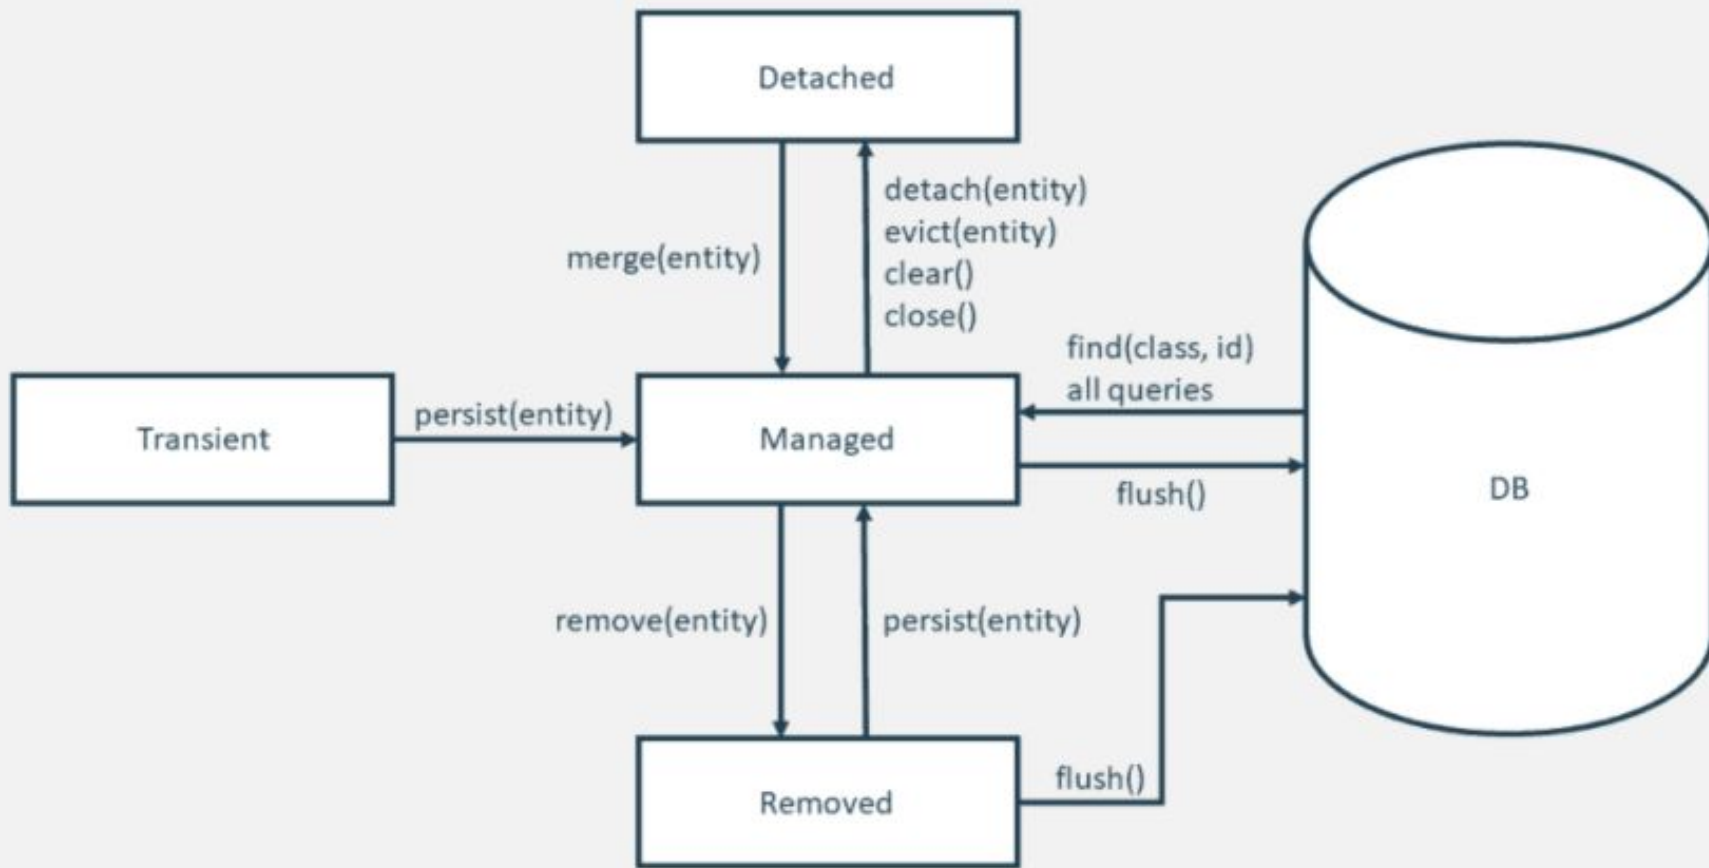 Detached
detach(entity)
evict(entity)
merge(entity)
clear()
close()
find(class, id)
all queries
Transient
persist(entity)
Managed
flush()
DB
remove(entity)
persist(entity)
Removed
flush()